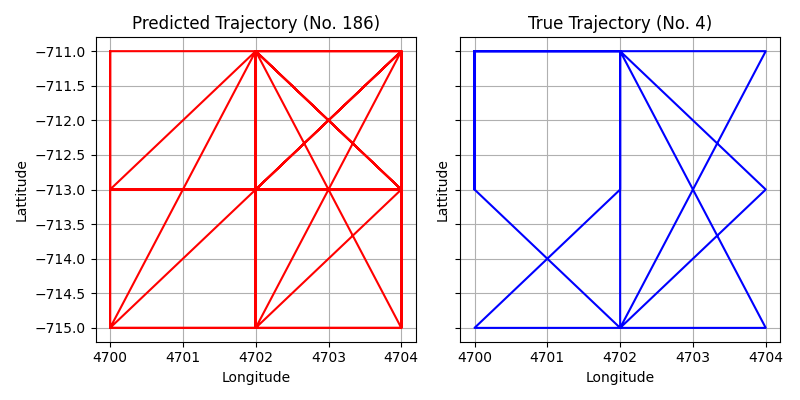 Predicted Trajectory (No. 186)
−711.0
−711.5
−712.0
−712.5
−713.0
−713.5
−714.0
−714.5
−715.0
Lattitude
4700 4701 4702 4703 4704
Longitude
True Trajectory (No. 4)
Lattitude
4700 4701 4702 4703 4704
Longitude